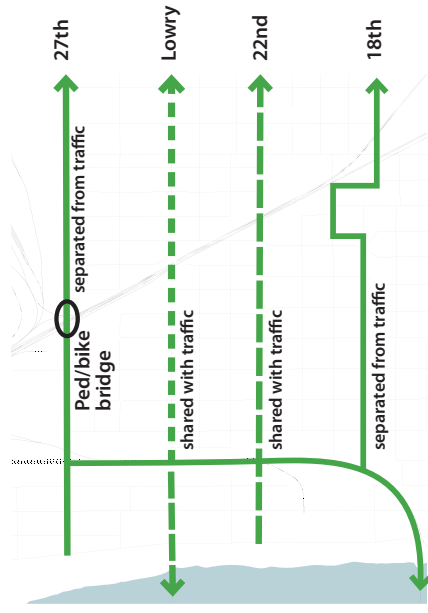 27th
separated from traffic
Ped/bike
bridge
Lowry
shared with traffic
22nd
shared with traffic
18th
separated from traffic